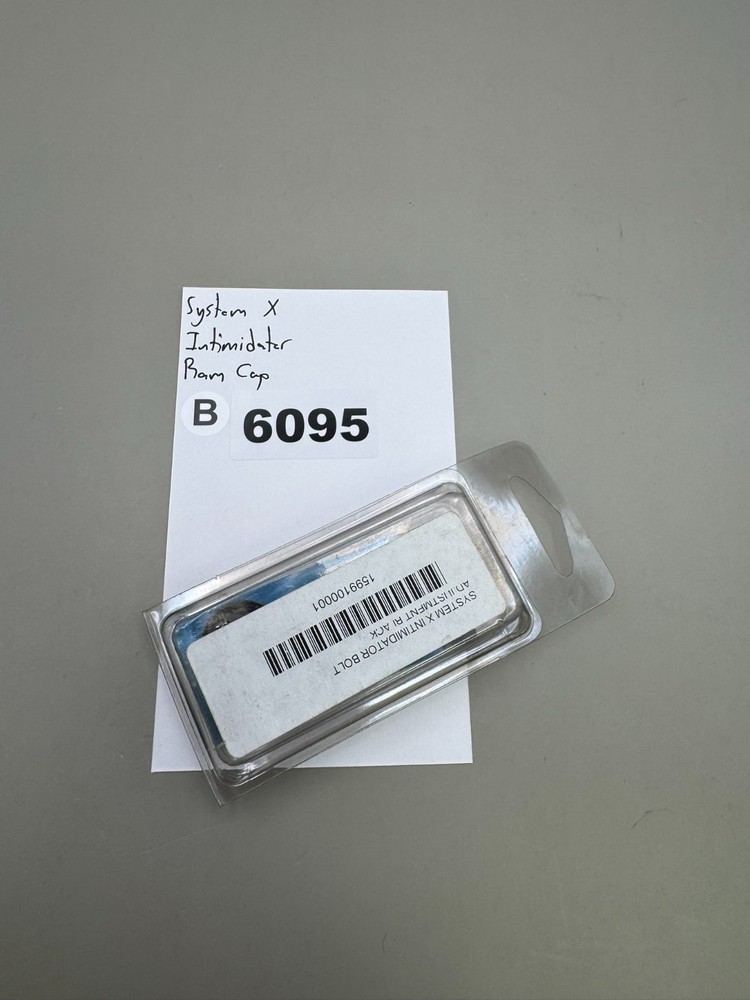 System X
Intimidator
Ram Cap
B 6095
SYSTEM X INTIMIDATOR BOLT
ADJUSTMENT BLACK
1599100001